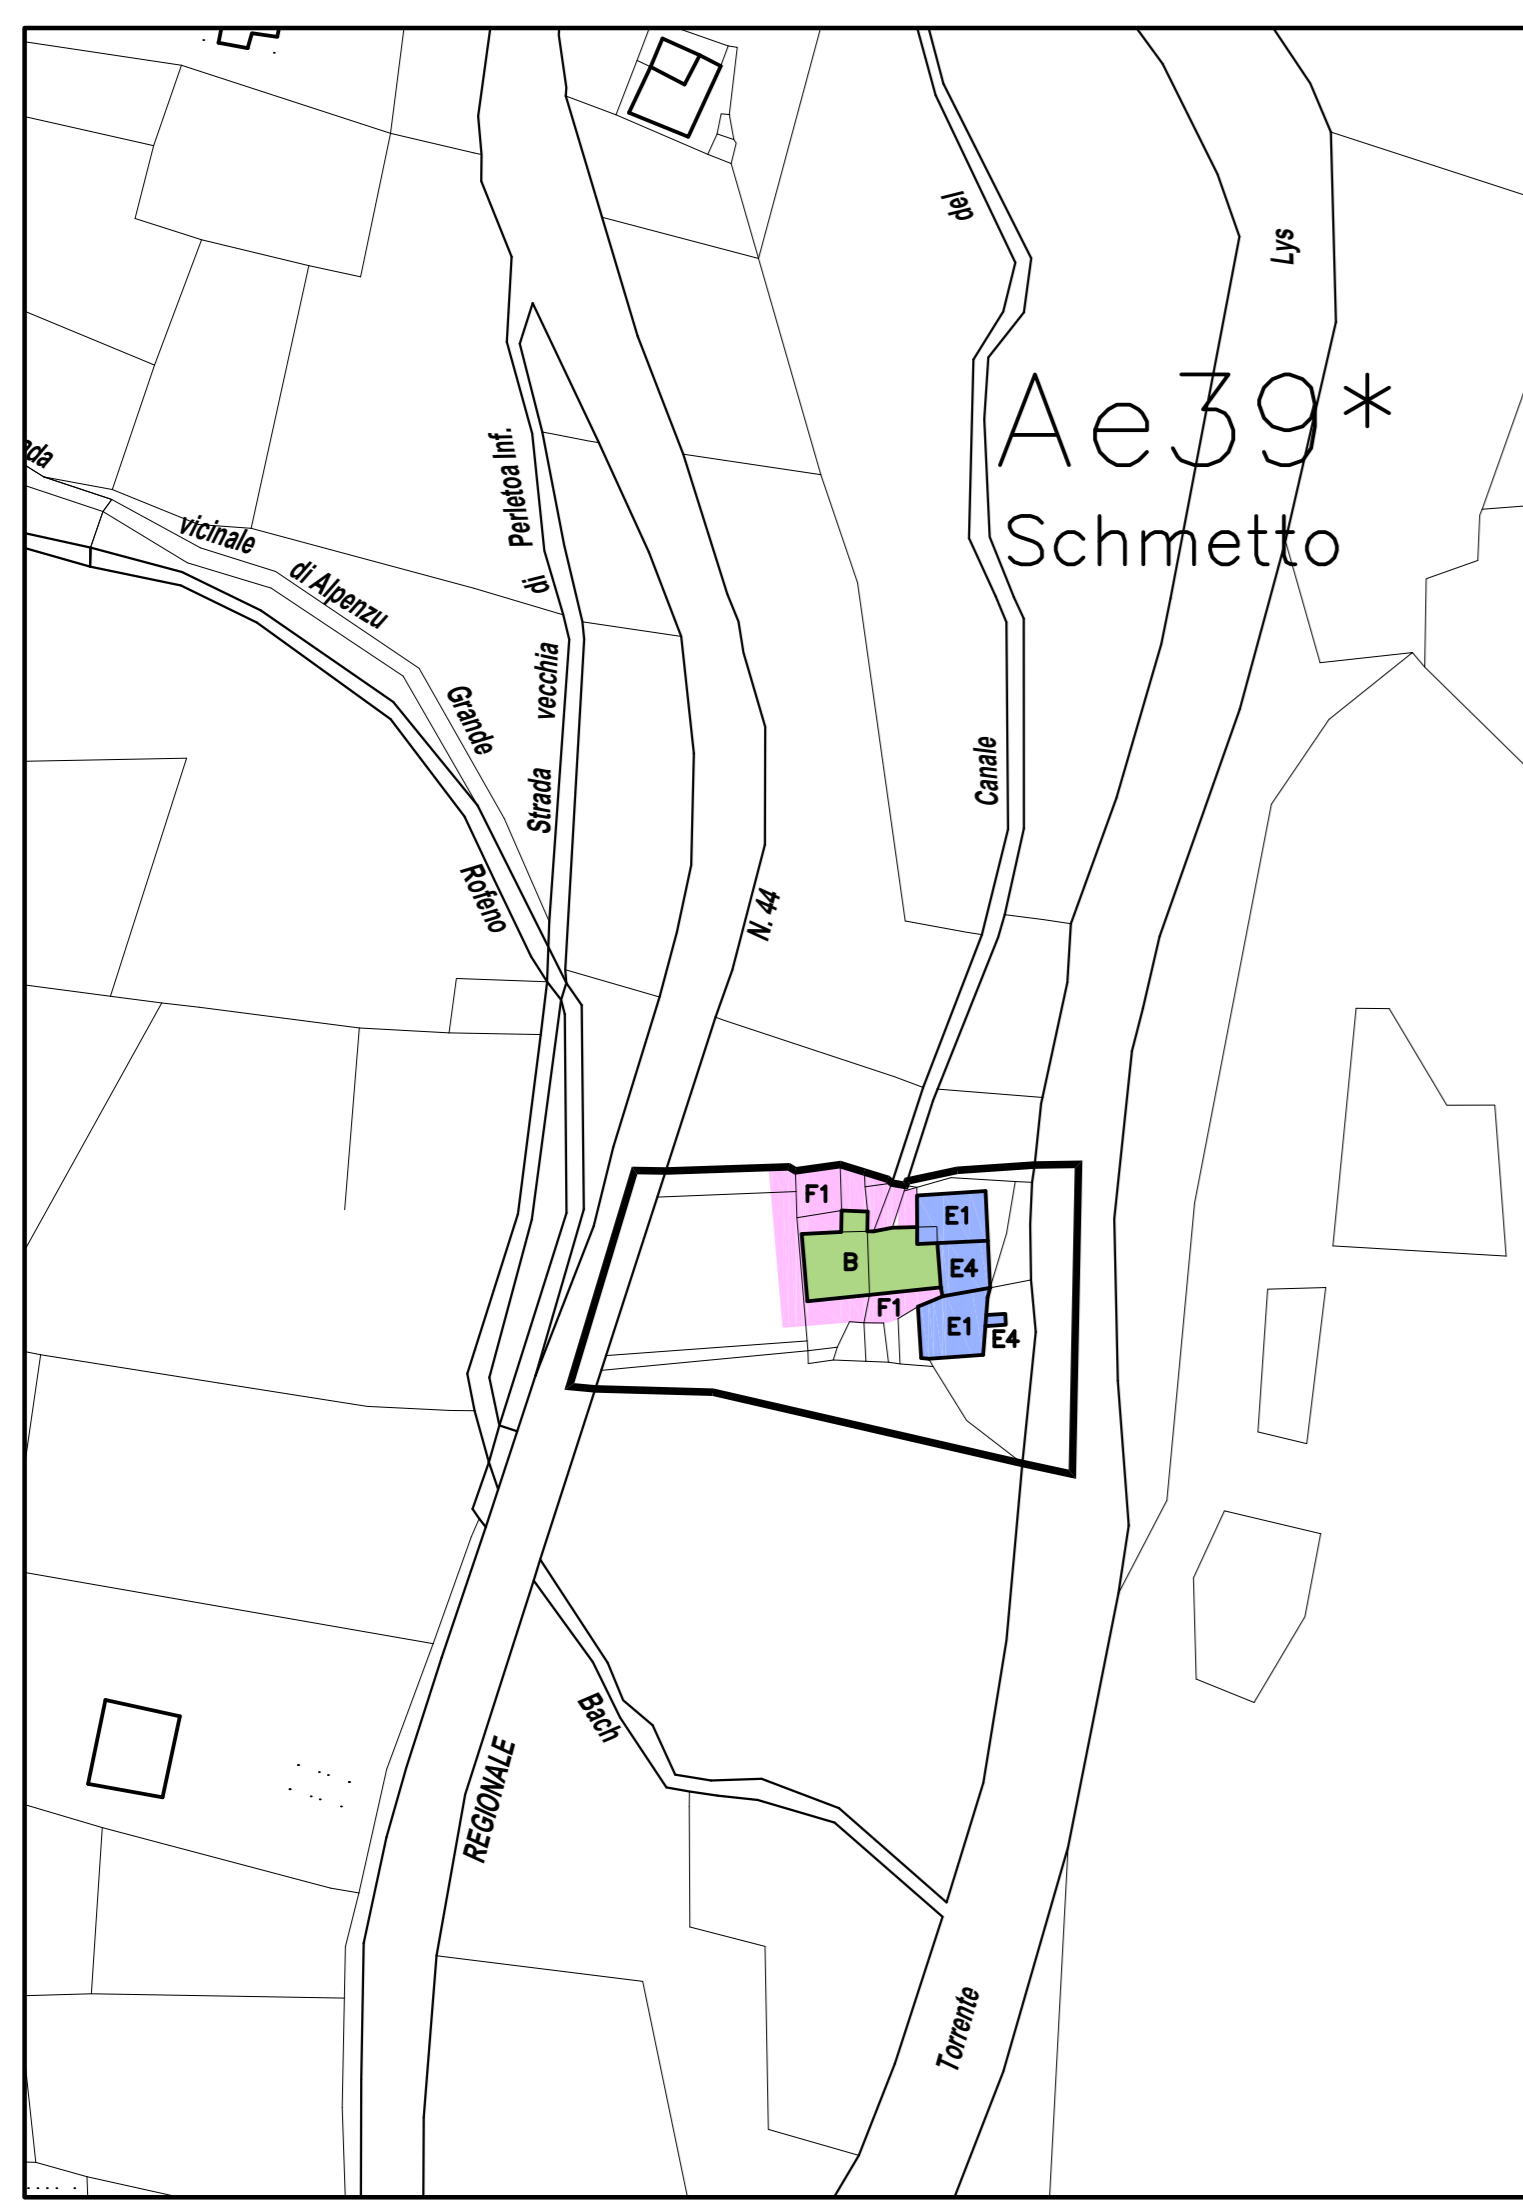 del
Lys
Ae39*
Schmetto
Strada vecchia di Perletoa Inf.
vicinale di Alpenzu Grande
Rofeno
Canale
N. 44
F1
E1
B
E4
F1
E1
E4
Bach
REGIONALE
Torrente